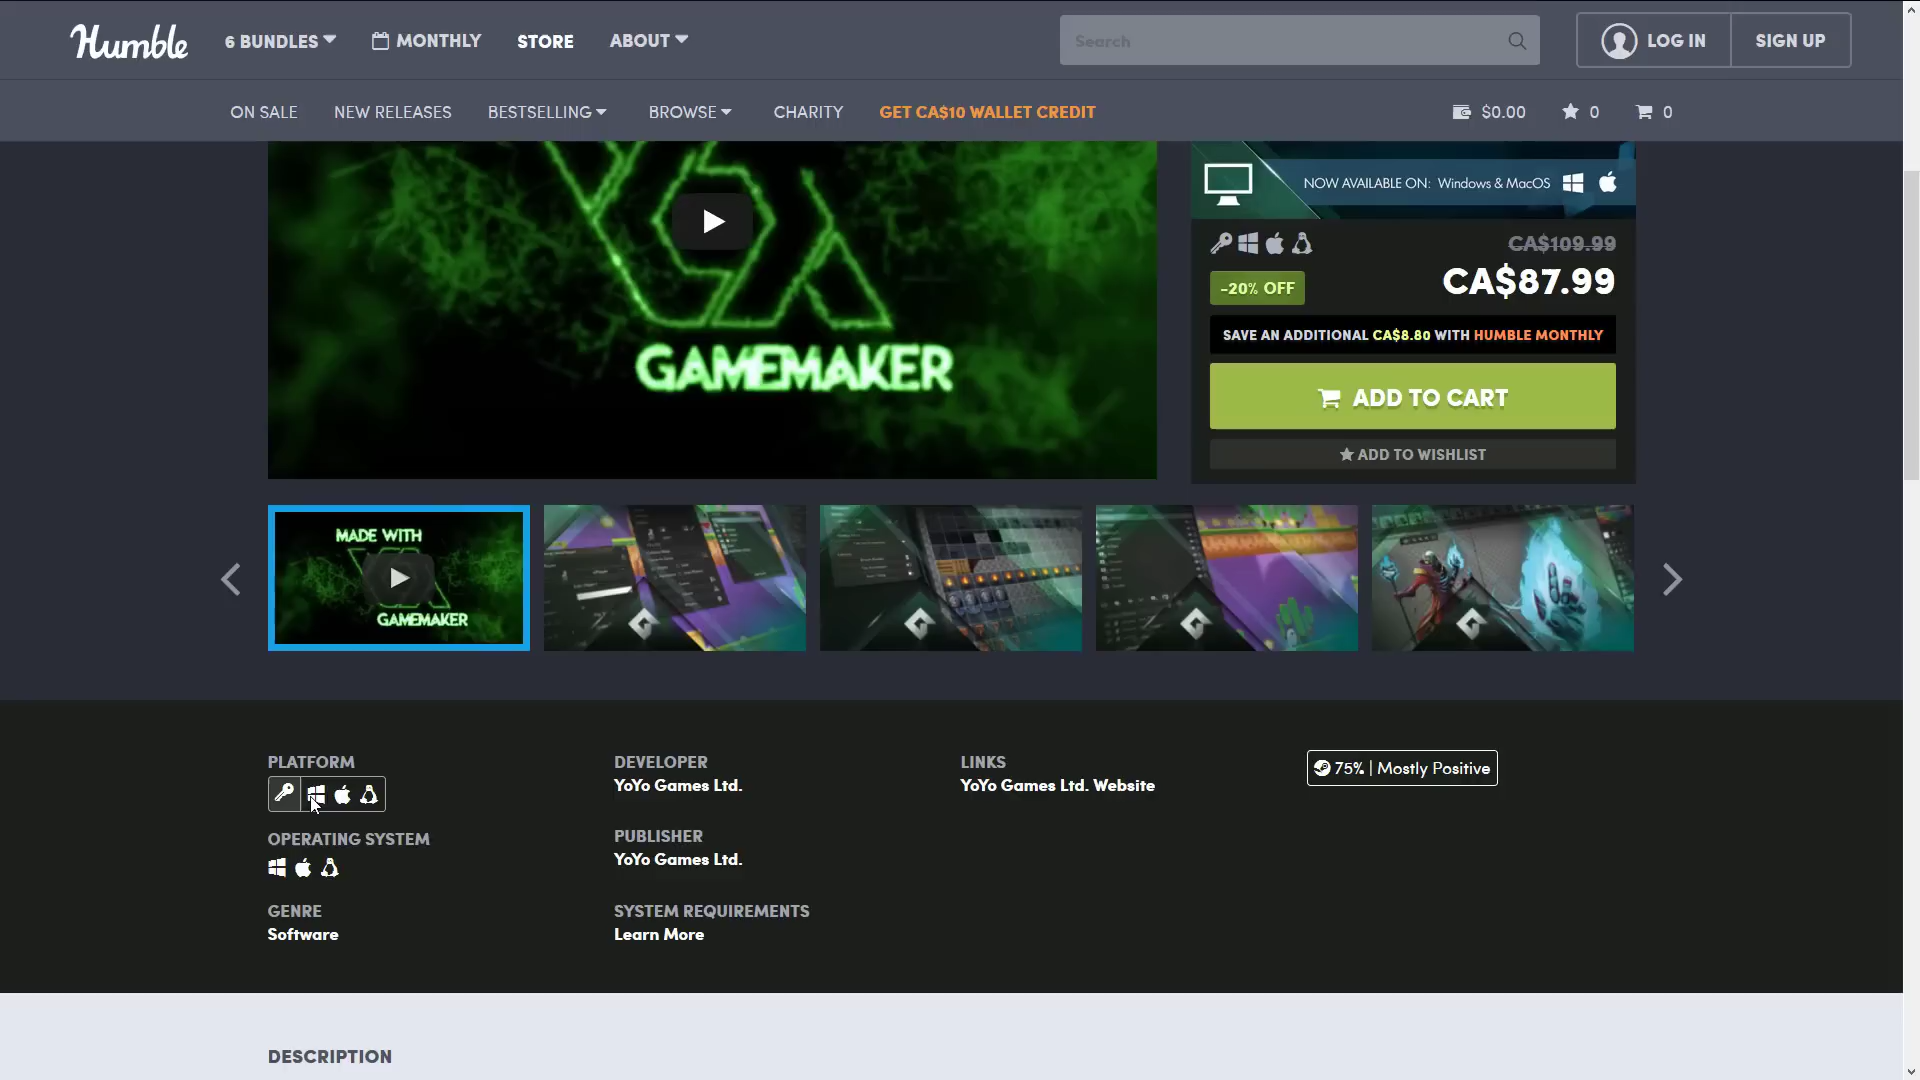 Humble
6 BUNDLES
MONTHLY
STORE
ABOUT
Search
LOG IN
SIGN UP
ON SALE
NEW RELEASES
BESTSELLING
BROWSE
CHARITY
GET CA$10 WALLET CREDIT
$0.00
0
0
GAMEMAKER
NOW AVAILABLE ON: Windows & MacOS
CA$109.99
-20% OFF
CA$87.99
SAVE AN ADDITIONAL CA$8.80 WITH HUMBLE MONTHLY
ADD TO CART
ADD TO WISHLIST
MADE WITH
GAMEMAKER
PLATFORM
OPERATING SYSTEM
GENRE
Software
DEVELOPER
YoYo Games Ltd.
PUBLISHER
YoYo Games Ltd.
SYSTEM REQUIREMENTS
Learn More
LINKS
YoYo Games Ltd. Website
75% | Mostly Positive
DESCRIPTION